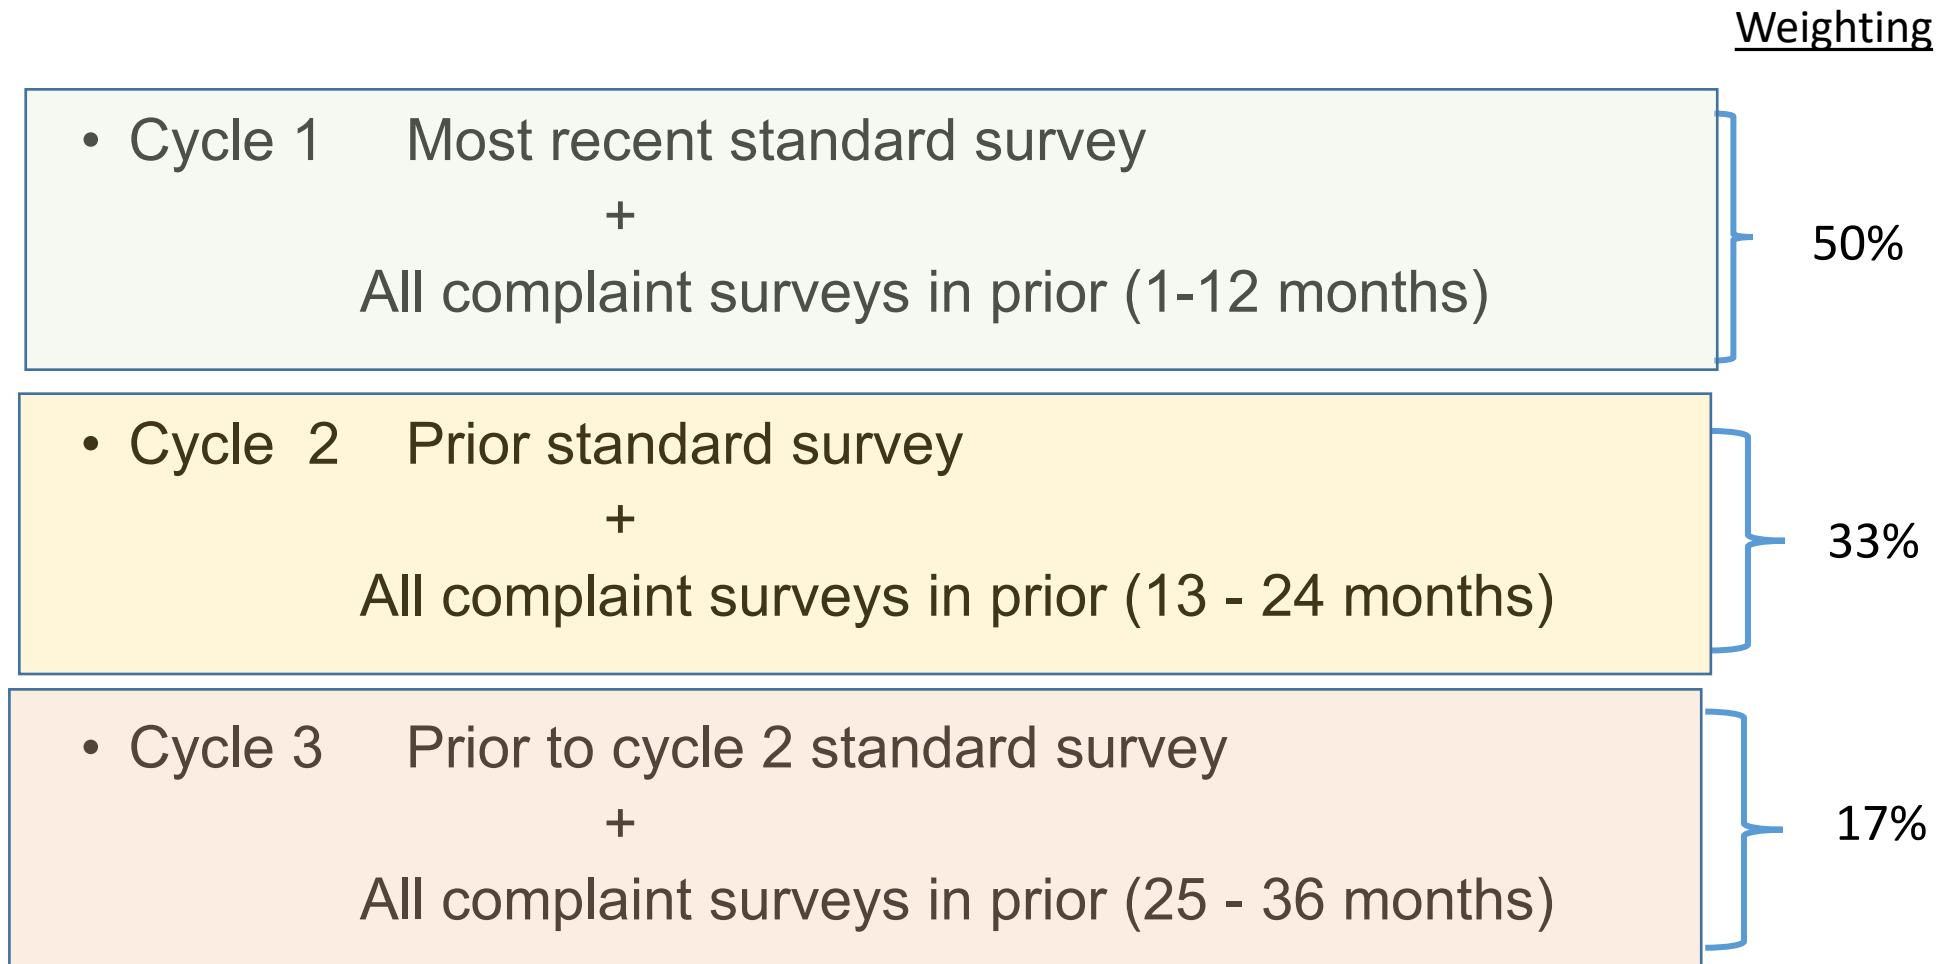 Weighting
• Cycle 1 Most recent standard survey
+
All complaint surveys in prior (1-12 months)
50%
• Cycle 2 Prior standard survey
+
All complaint surveys in prior (13 - 24 months)
33%
• Cycle 3 Prior to cycle 2 standard survey
+
All complaint surveys in prior (25 - 36 months)
17%